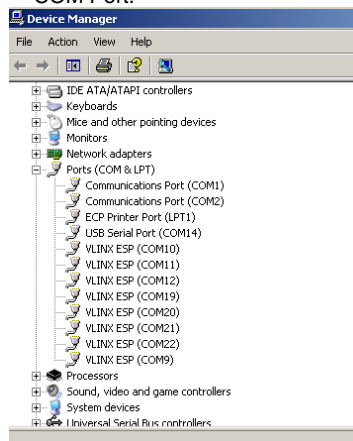 COM Port.
Device Manager
File Action View Help
IDE ATA/ATAPI controllers
Keyboards
Mice and other pointing devices
Monitors
Network adapters
Ports (COM & LPT)
Communications Port (COM1)
Communications Port (COM2)
ECP Printer Port (LPT1)
USB Serial Port (COM14)
VLINX ESP (COM10)
VLINX ESP (COM11)
VLINX ESP (COM12)
VLINX ESP (COM19)
VLINX ESP (COM20)
VLINX ESP (COM21)
VLINX ESP (COM22)
VLINX ESP (COM9)
Processors
Sound, video and game controllers
System devices
Universal Serial Bus controllers